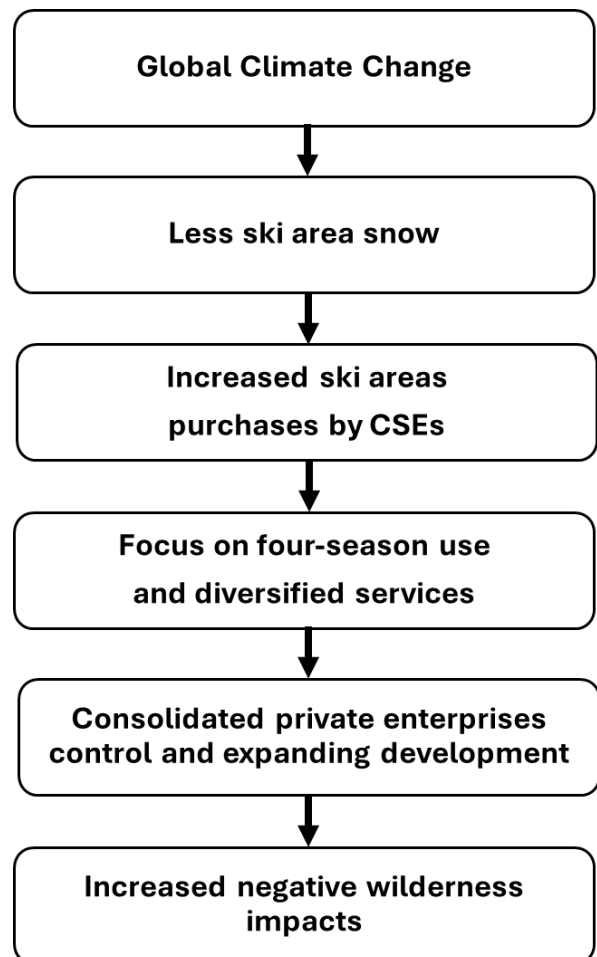 Global Climate Change
Less ski area snow
Increased ski areas
purchases by CSEs
Focus on four-season use
and diversified services
Consolidated private enterprises
control and expanding development
Increased negative wilderness
impacts